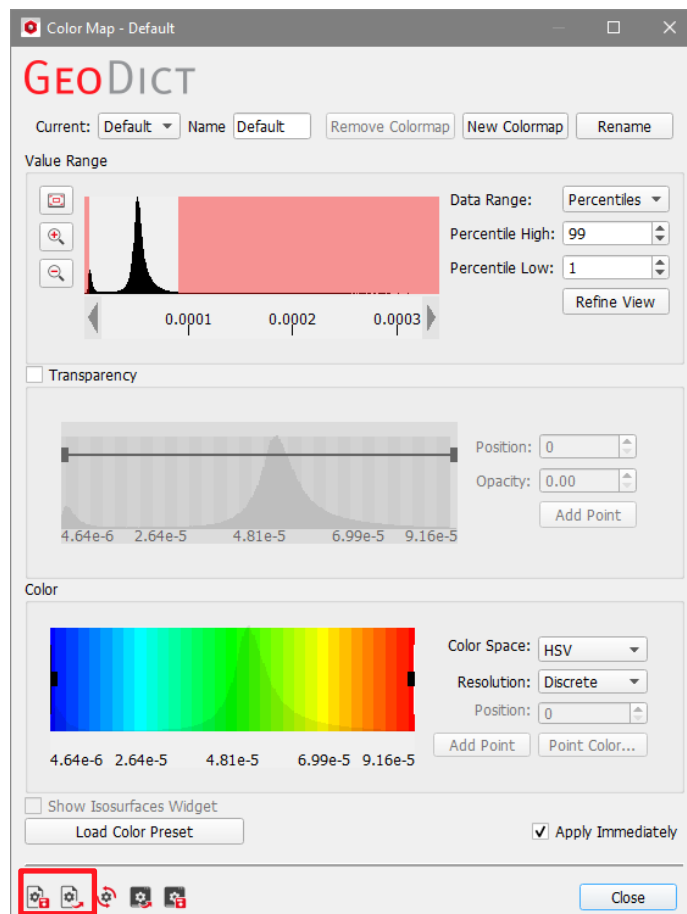 Color Map - Default
GEODICT
Current: Default Name Default Remove Colormap New Colormap Rename
Value Range
Data Range: Percentiles
Percentile High: 99
Percentile Low: 1
Refine View
0.0001 0.0002 0.0003
Transparency
Position: 0
Opacity: 0.00
Add Point
4.64e-6 2.64e-5 4.81e-5 6.99e-5 9.16e-5
Color
Color Space: HSV
Resolution: Discrete
Position: 0
Add Point Point Color...
4.64e-6 2.64e-5 4.81e-5 6.99e-5 9.16e-5
Show Isosurfaces Widget
Load Color Preset Apply Immediately
Close